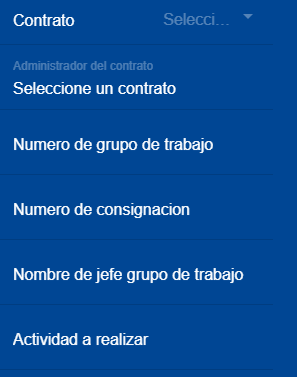 Contrato Selecci...
Administrador del contrato
Seleccione un contrato
Numero de grupo de trabajo
Numero de consignacion
Nombre de jefe grupo de trabajo
Actividad a realizar